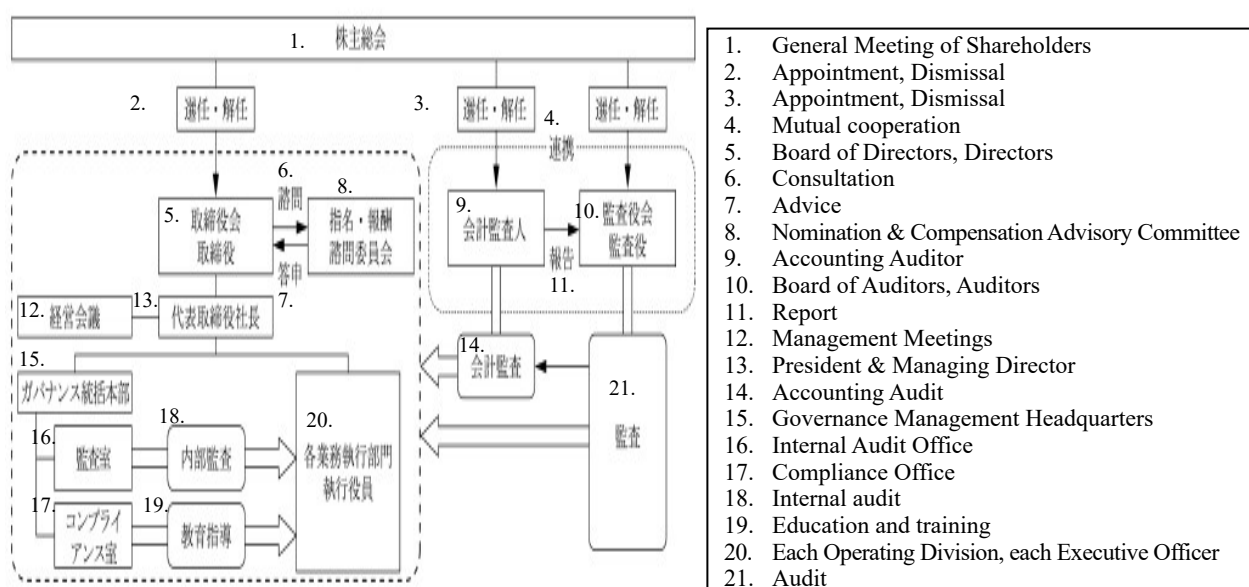 1. 株主総会
2. 選任・解任
3. 選任・解任
選任・解任
4.
連携
6.
諮問
8.
指名・報酬
諮問委員会
5. 取締役会
取締役
答申
7.
9.
会計監査人
10. 監査役会
監査役
報告
11.
12. 経営会議
13. 代表取締役社長
14.
会計監査
15.
ガバナンス統括本部
16.
監査室
18.
内部監査
20.
各業務執行部門
執行役員
21.
監査
17.
コンプライ
アンス室
19.
教育指導
1. General Meeting of Shareholders
2. Appointment, Dismissal
3. Appointment, Dismissal
4. Mutual cooperation
5. Board of Directors, Directors
6. Consultation
7. Advice
8. Nomination & Compensation Advisory Committee
9. Accounting Auditor
10. Board of Auditors, Auditors
11. Report
12. Management Meetings
13. President & Managing Director
14. Accounting Audit
15. Governance Management Headquarters
16. Internal Audit Office
17. Compliance Office
18. Internal audit
19. Education and training
20. Each Operating Division, each Executive Officer
21. Audit